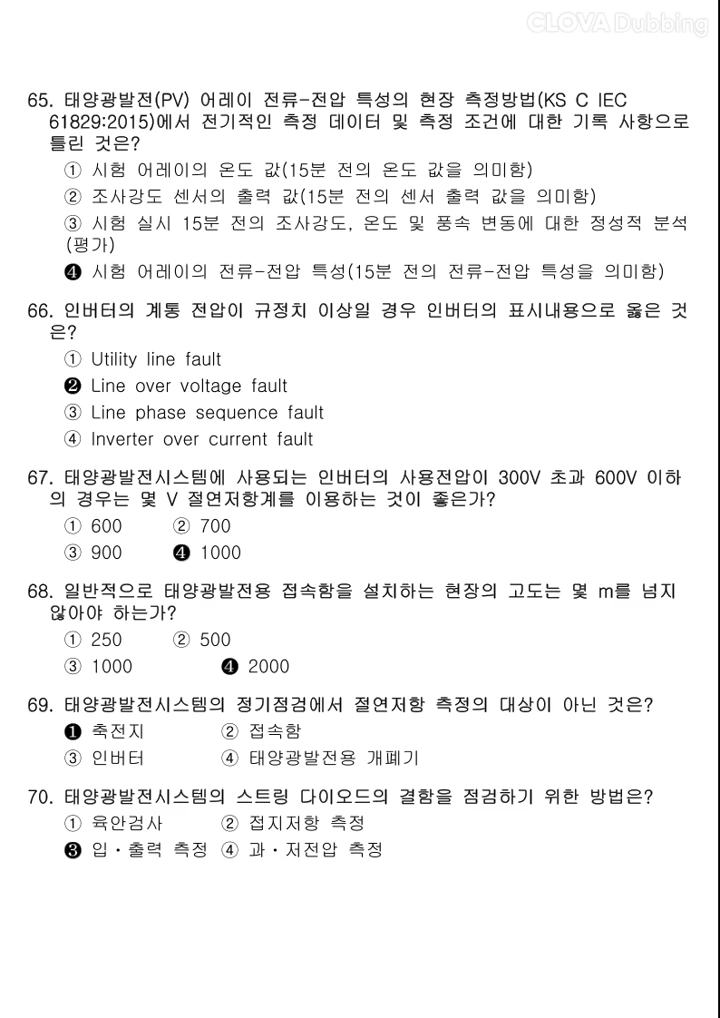 CLOVA Dubbing
65. 태양광발전(PV) 어레이 전류-전압 특성의 현장 측정방법(KS C IEC
61829:2015)에서 전기적인 측정 데이터 및 측정 조건에 대한 기록 사항으로
틀린 것은?
① 시험 어레이의 온도 값(15분 전의 온도 값을 의미함)
② 조사강도 센서의 출력 값(15분 전의 센서 출력 값을 의미함)
③ 시험 실시 15분 전의 조사강도, 온도 및 풍속 변동에 대한 정성적 분석
(평가)
❹ 시험 어레이의 전류-전압 특성(15분 전의 전류-전압 특성을 의미함)
66. 인버터의 계통 전압이 규정치 이상일 경우 인버터의 표시내용으로 옳은 것
은?
① Utility line fault
❷ Line over voltage fault
③ Line phase sequence fault
④ Inverter over current fault
67. 태양광발전시스템에 사용되는 인버터의 사용전압이 300V 초과 600V 이하
의 경우는 몇 V 절연저항계를 이용하는 것이 좋은가?
① 600 ② 700
③ 900 ❹ 1000
68. 일반적으로 태양광발전용 접속함을 설치하는 현장의 고도는 몇 m를 넘지
않아야 하는가?
① 250 ② 500
③ 1000 ❹ 2000
69. 태양광발전시스템의 정기점검에서 절연저항 측정의 대상이 아닌 것은?
❶ 축전지 ② 접속함
③ 인버터 ④ 태양광발전용 개폐기
70. 태양광발전시스템의 스트링 다이오드의 결함을 점검하기 위한 방법은?
① 육안검사 ② 접지저항 측정
❸ 입·출력 측정 ④ 과·저전압 측정